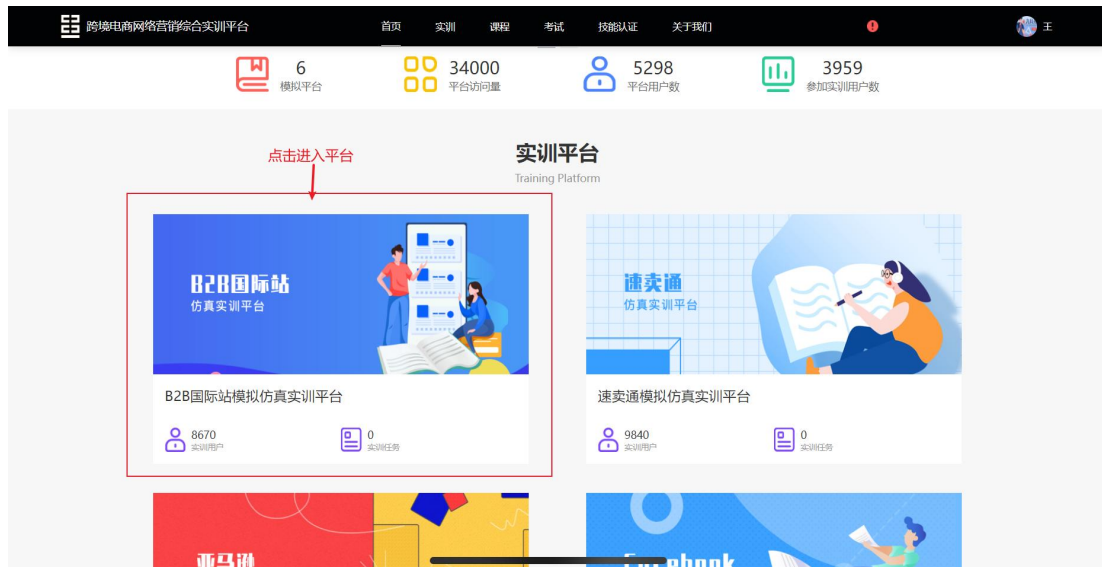 跨境电商网络营销综合实训平台 首页 实训 课程 考试 技能认证 关于我们 王
6 34000 5298 3959
模拟平台 平台访问量 平台用户数 参加实训用户数
点击进入平台
实训平台
Training Platform
B2B国际站
仿真实训平台
速卖通
仿真实训平台
B2B国际站模拟仿真实训平台
8670 0
实训用户 实训任务
速卖通模拟仿真实训平台
9840 0
实训用户 实训任务
亚马逊
Facebook